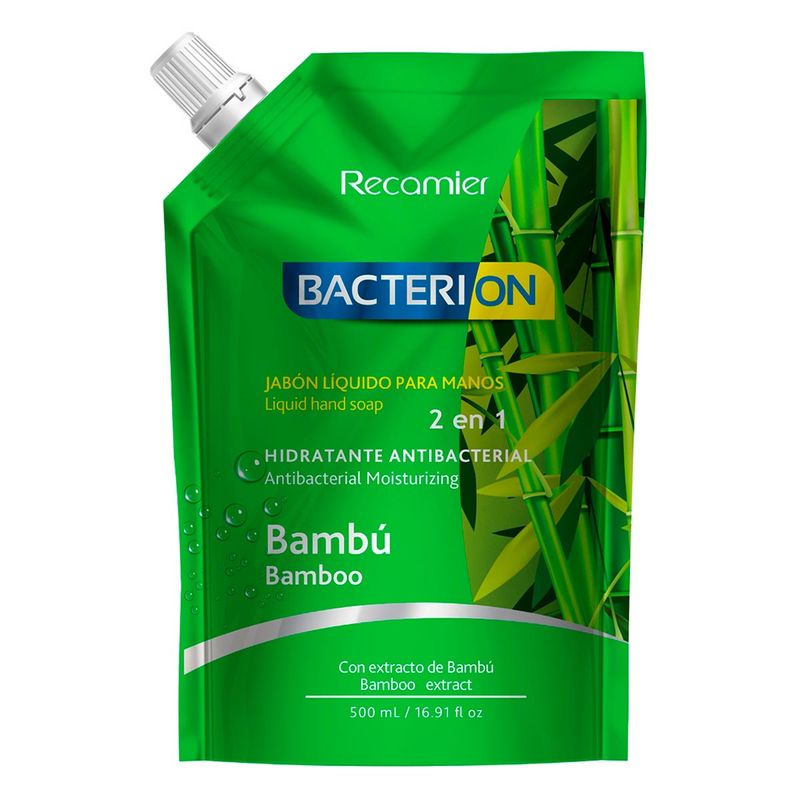 Recamier
BACTERION
JABÓN LÍQUIDO PARA MANOS
Liquid hand soap
2 en 1
HIDRATANTE ANTIBACTERIAL
Antibacterial Moisturizing
Bambú
Bamboo
Con extracto de Bambú
Bamboo extract
500 mL / 16.91 fl oz